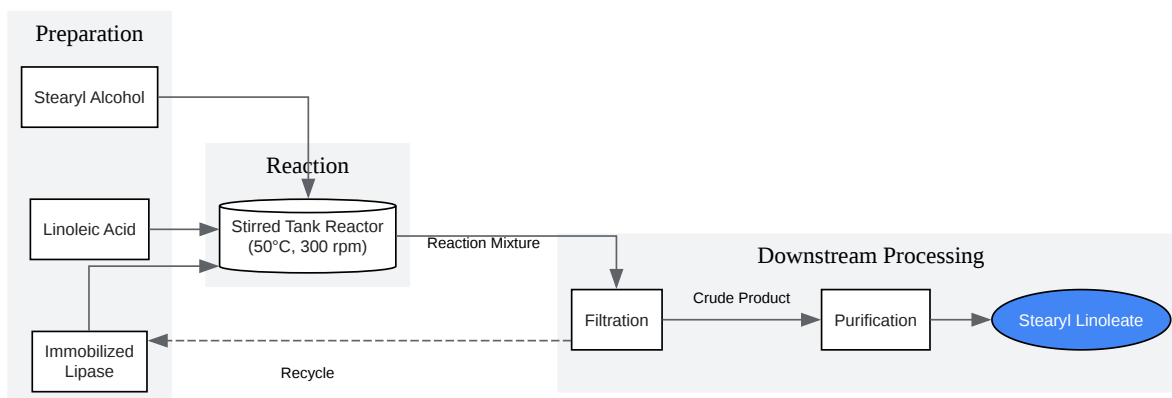 Preparation
Stearyl Alcohol
Reaction
Linoleic Acid
Stirred Tank Reactor
(50°C, 300 rpm)
Reaction Mixture
Downstream Processing
Crude Product
Filtration
Purification
Stearyl Linoleate
Immobilized
Lipase
Recycle